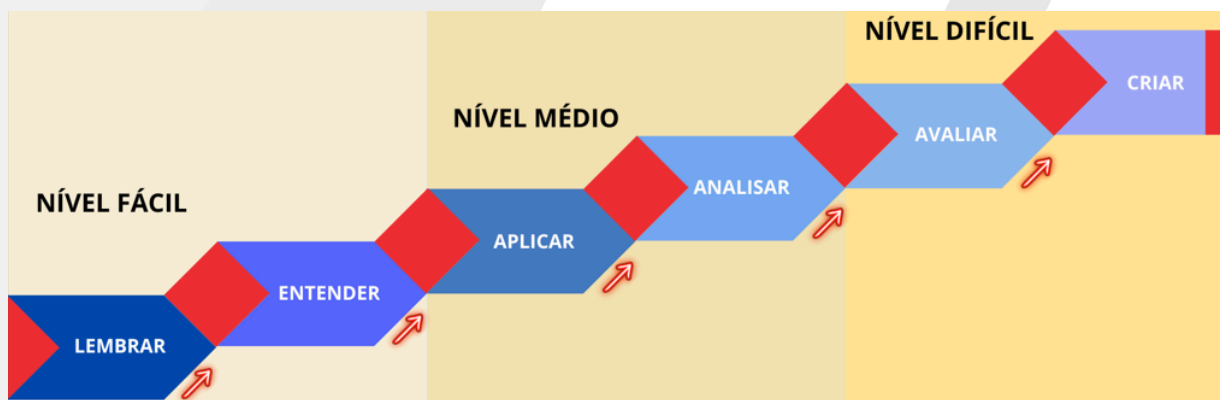 NÍVEL FÁCIL
LEMBRAR
ENTENDER
NÍVEL MÉDIO
APLICAR
ANALISAR
NÍVEL DIFÍCIL
AVALIAR
CRIAR